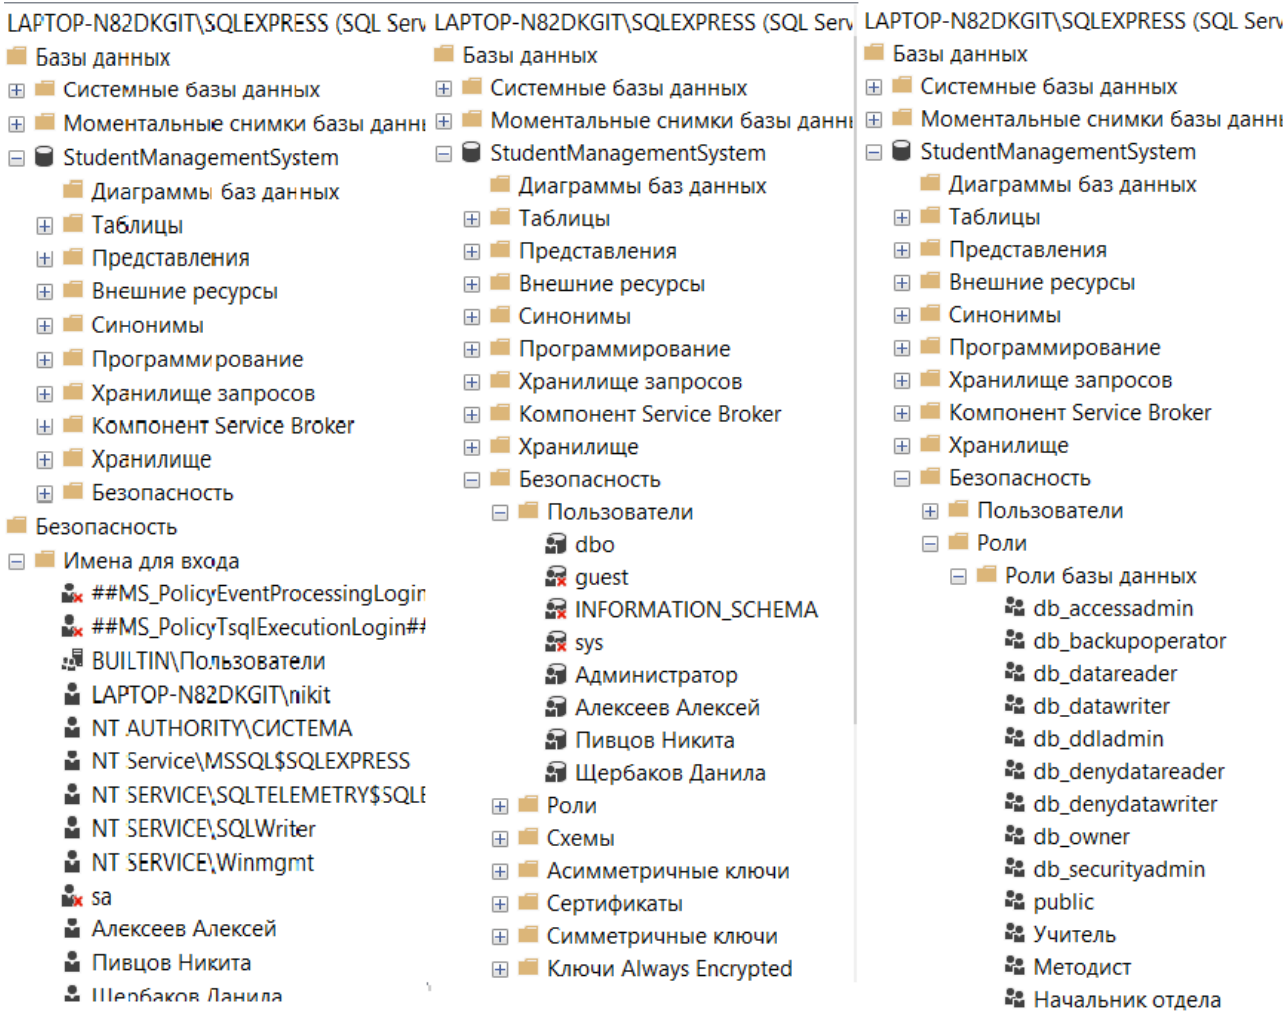 LAPTOP-N82DKGIT\SQLEXPRESS (SQL Serv
Базы данных
Системные базы данных
Моментальные снимки базы данн
StudentManagementSystem
Диаграммы баз данных
Таблицы
Представления
Внешние ресурсы
Синонимы
Программирование
Хранилище запросов
Компонент Service Broker
Хранилище
Безопасность
Безопасность
Имена для входа
##MS_PolicyEventProcessingLogin
##MS_PolicyTsqlExecutionLogin##
BUILTIN\Пользователи
LAPTOP-N82DKGIT\nikit
NT AUTHORITY\СИСТЕМА
NT Service\MSSQL$SQLEXPRESS
NT SERVICE\SQLTELEMETRY$SQLE
NT SERVICE\SQLWriter
NT SERVICE\Winmgmt
sa
Алексеев Алексей
Пивцов Никита
Щербаков Данила
LAPTOP-N82DKGIT\SQLEXPRESS (SQL Serv
Базы данных
Системные базы данных
Моментальные снимки базы данн
StudentManagementSystem
Диаграммы баз данных
Таблицы
Представления
Внешние ресурсы
Синонимы
Программирование
Хранилище запросов
Компонент Service Broker
Хранилище
Безопасность
Пользователи
dbo
guest
INFORMATION_SCHEMA
sys
Администратор
Алексеев Алексей
Пивцов Никита
Щербаков Данила
Роли
Схемы
Асимметричные ключи
Сертификаты
Симметричные ключи
Ключи Always Encrypted
LAPTOP-N82DKGIT\SQLEXPRESS (SQL Serv
Базы данных
Системные базы данных
Моментальные снимки базы данн
StudentManagementSystem
Диаграммы баз данных
Таблицы
Представления
Внешние ресурсы
Синонимы
Программирование
Хранилище запросов
Компонент Service Broker
Хранилище
Безопасность
Пользователи
Роли
Роли базы данных
db_accessadmin
db_backupoperator
db_datareader
db_datawriter
db_ddladmin
db_denydatareader
db_denydatawriter
db_owner
db_securityadmin
public
Учитель
Методист
Начальник отдела